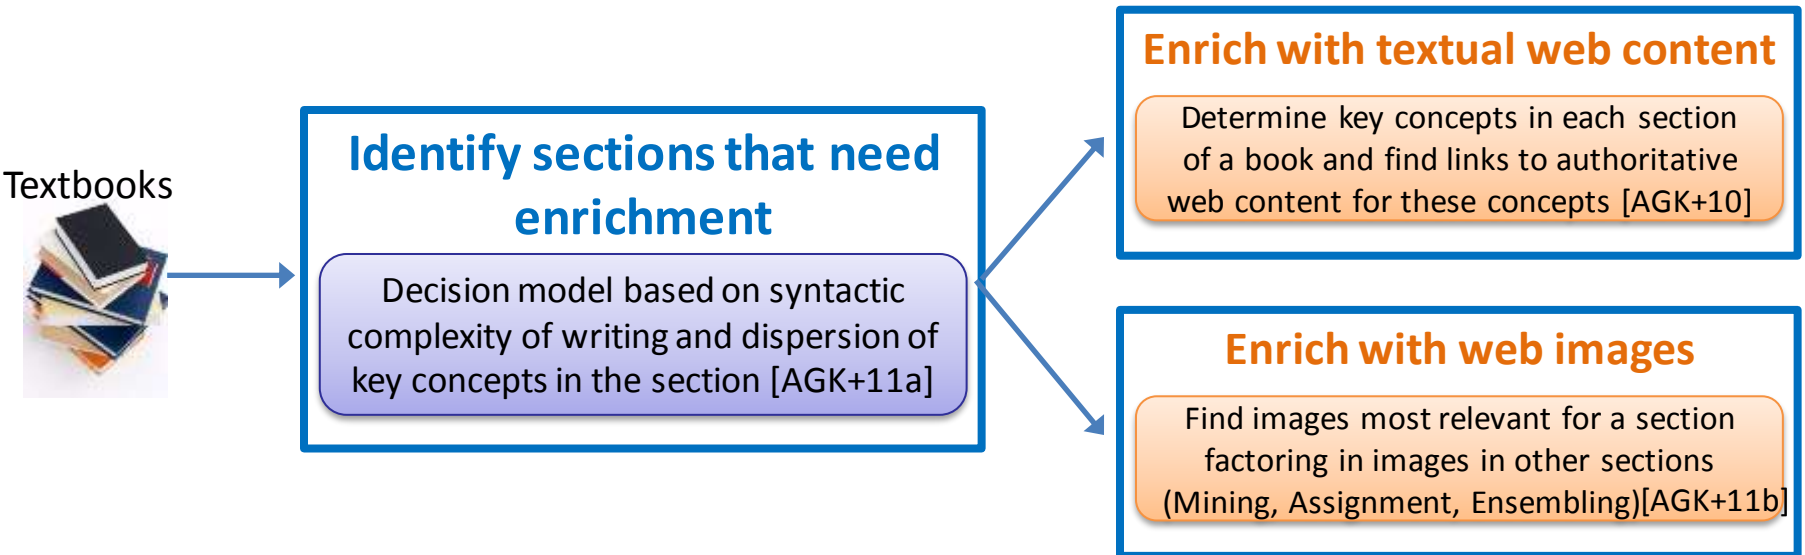 Textbooks
Identify sections that need
enrichment
Decision model based on syntactic
complexity of writing and dispersion of
key concepts in the section [AGK+11a]
Enrich with textual web content
Determine key concepts in each section
of a book and find links to authoritative
web content for these concepts [AGK+10]
Enrich with web images
Find images most relevant for a section
factoring in images in other sections
(Mining, Assignment, Ensembling)[AGK+11b]